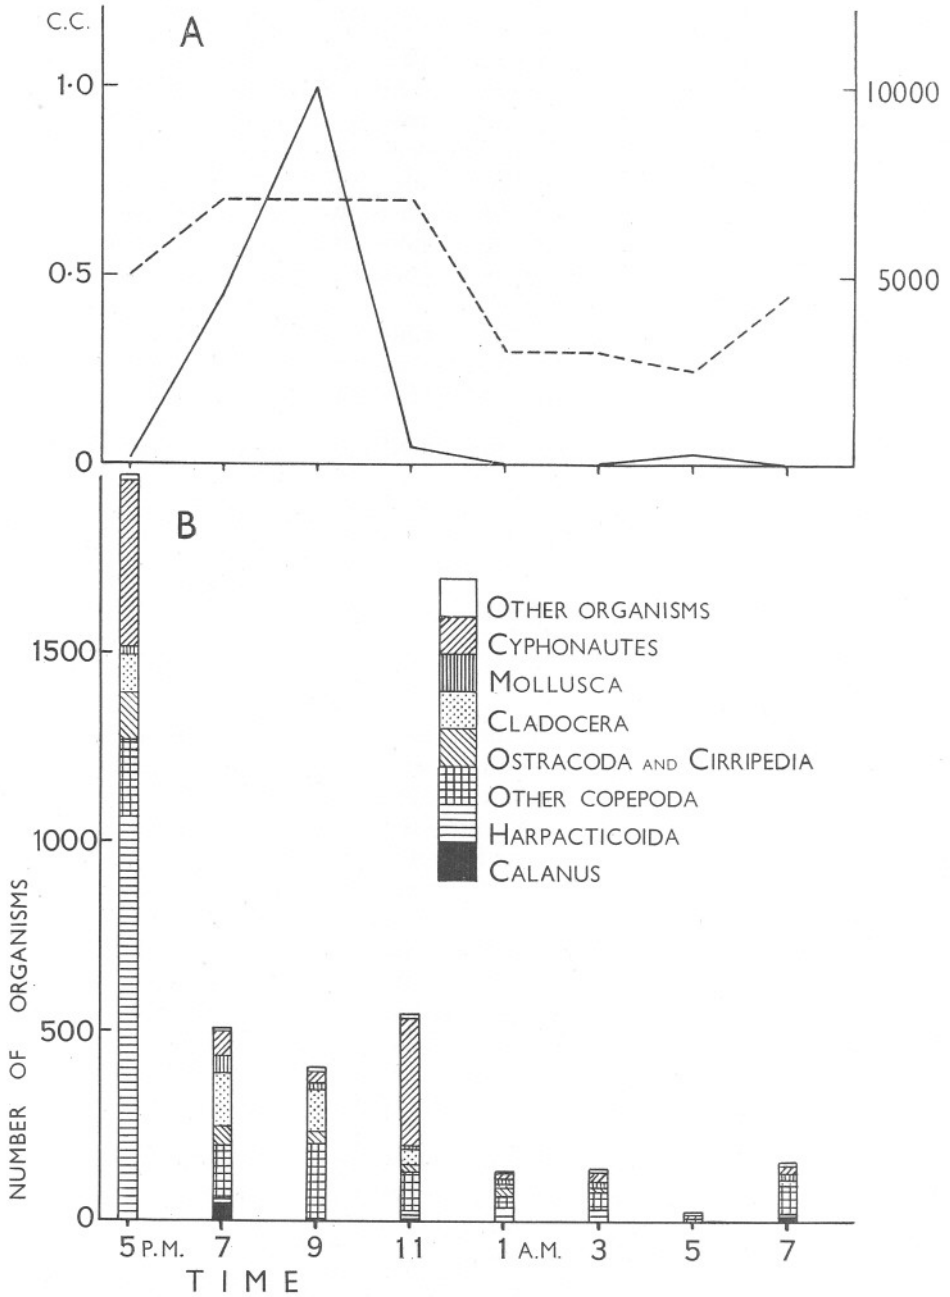 C.C.
A
1·0
10000
0·5
5000
0
B
OTHER ORGANISMS
CYPHONAUTES
MOLLUSCA
CLADOCERA
OSTRACODA AND CIRRIPEDIA
OTHER COPEPODA
HARPACTICOIDA
CALANUS
1500
1000
500
0
NUMBER OF ORGANISMS
5 P.M. 7 9 11 1 A.M. 3 5 7
TIME